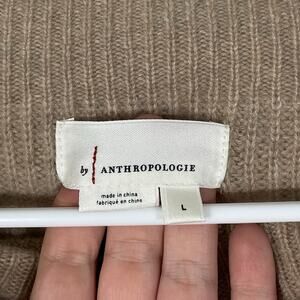 by ANTHROPOLOGIE
made in china
fabriqué en chine
L